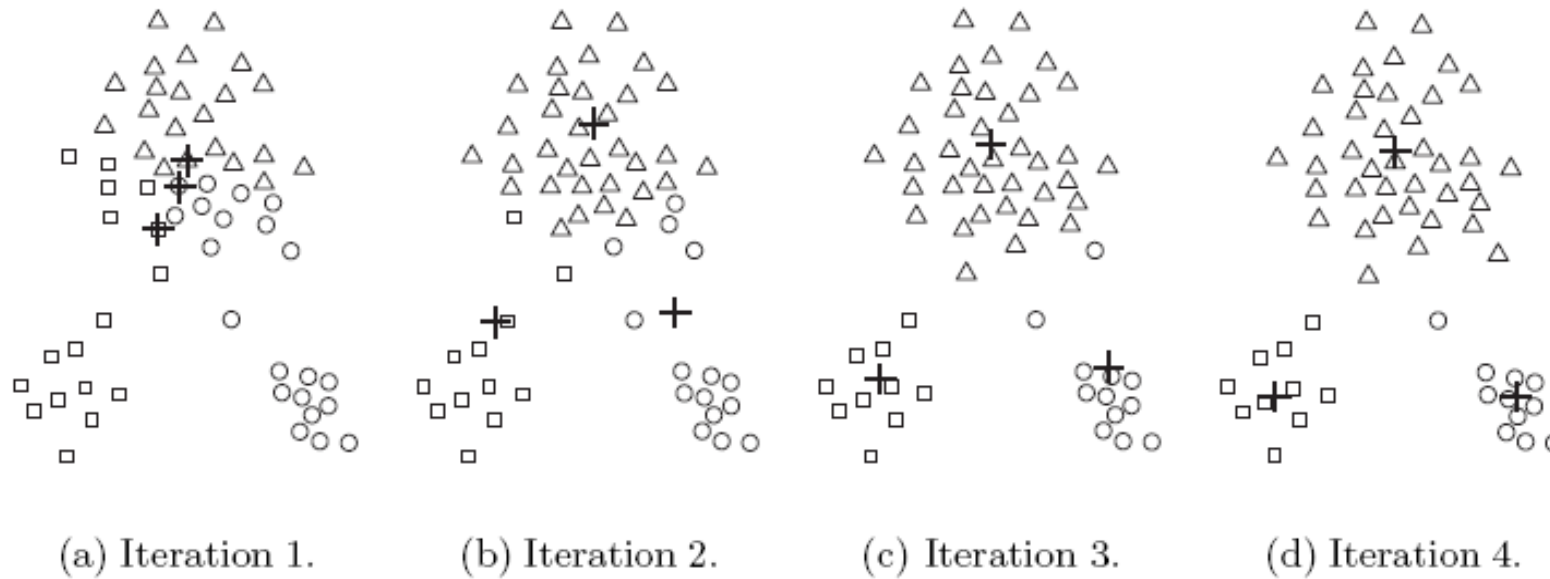 (a) Iteration 1.
(b) Iteration 2.
(c) Iteration 3.
(d) Iteration 4.